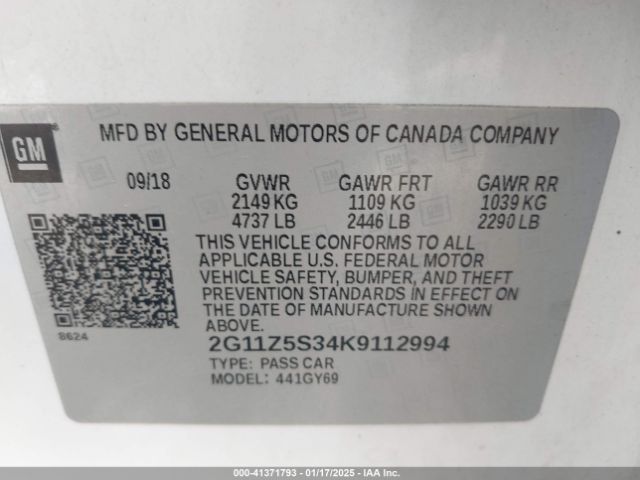 GM
MFD BY GENERAL MOTORS OF CANADA COMPANY
09/18 GVWR GAWR FRT GAWR RR
2149 KG 1109 KG 1039 KG
4737 LB 2446 LB 2290 LB
THIS VEHICLE CONFORMS TO ALL
APPLICABLE U.S. FEDERAL MOTOR
VEHICLE SAFETY, BUMPER, AND THEFT
PREVENTION STANDARDS IN EFFECT ON
THE DATE OF MANUFACTURE SHOWN
ABOVE.
8624
2G11Z5S34K9112994
TYPE: PASS CAR
MODEL: 441GY69
000-41371793 - 01/17/2025 - IAA Inc.